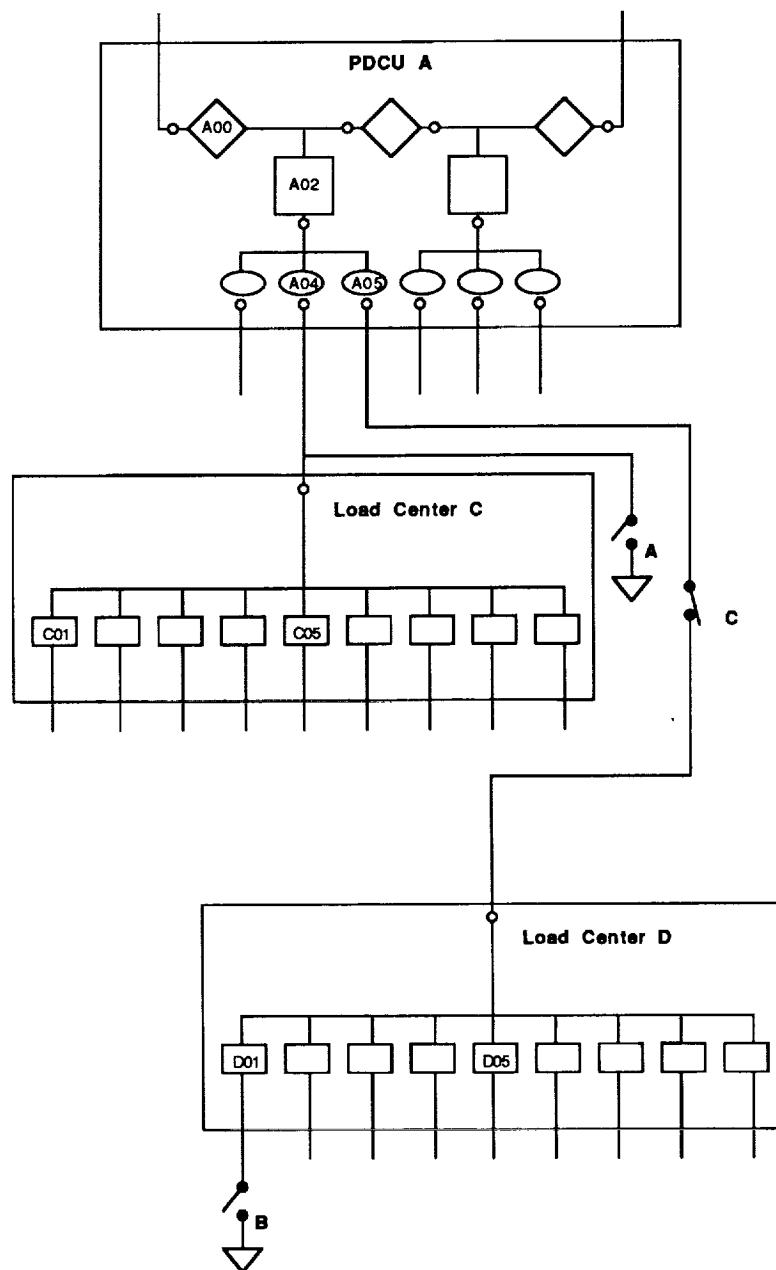 PDCU A
A00
A02
A04 A05
Load Center C
A
C01 C05
C
Load Center D
D01 D05
B